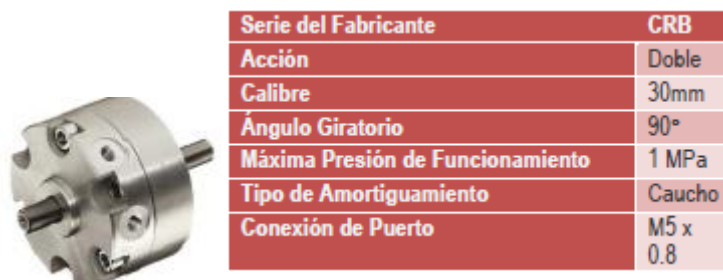 Serie del Fabricante CRB
Acción Doble
Calibre 30mm
Ángulo Giratorio 90°
Máxima Presión de Funcionamiento 1 MPa
Tipo de Amortiguamiento Caucho
Conexión de Puerto M5 x
0.8